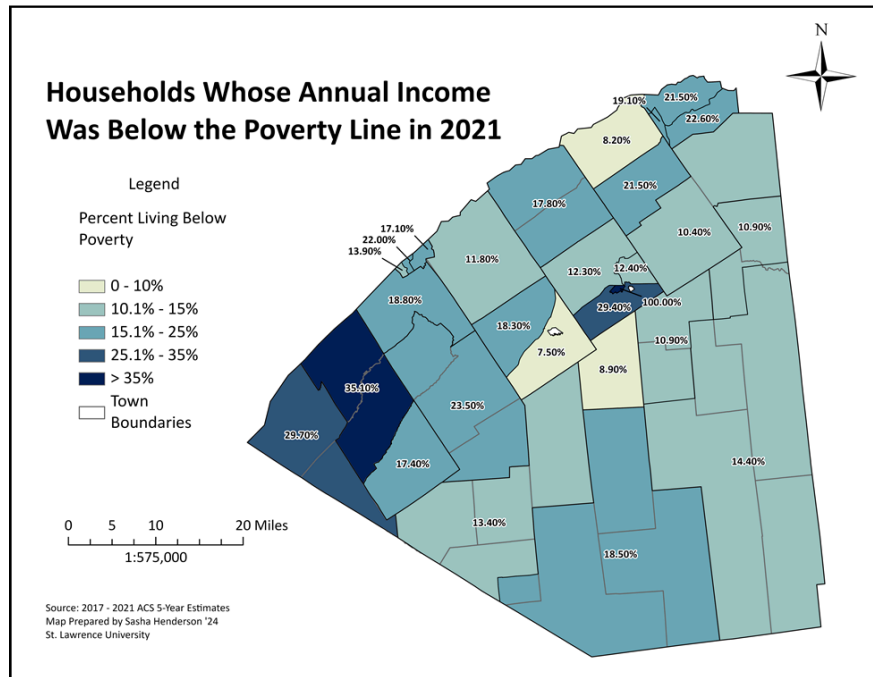 N
Households Whose Annual Income
Was Below the Poverty Line in 2021
Legend
Percent Living Below
Poverty
0 - 10%
10.1% - 15%
15.1% - 25%
25.1% - 35%
> 35%
Town
Boundaries
19.10%
21.50%
22.60%
8.20%
21.50%
17.80%
10.40%
10.90%
17.10%
22.00%
13.90%
11.80%
12.30%
12.40%
18.80%
29.40%
100.00%
18.30%
10.90%
7.50%
8.90%
35.10%
23.50%
29.70%
17.40%
14.40%
13.40%
18.50%
0 5 10 20 Miles
1:575,000
Source: 2017 - 2021 ACS 5-Year Estimates
Map Prepared by Sasha Henderson '24
St. Lawrence University